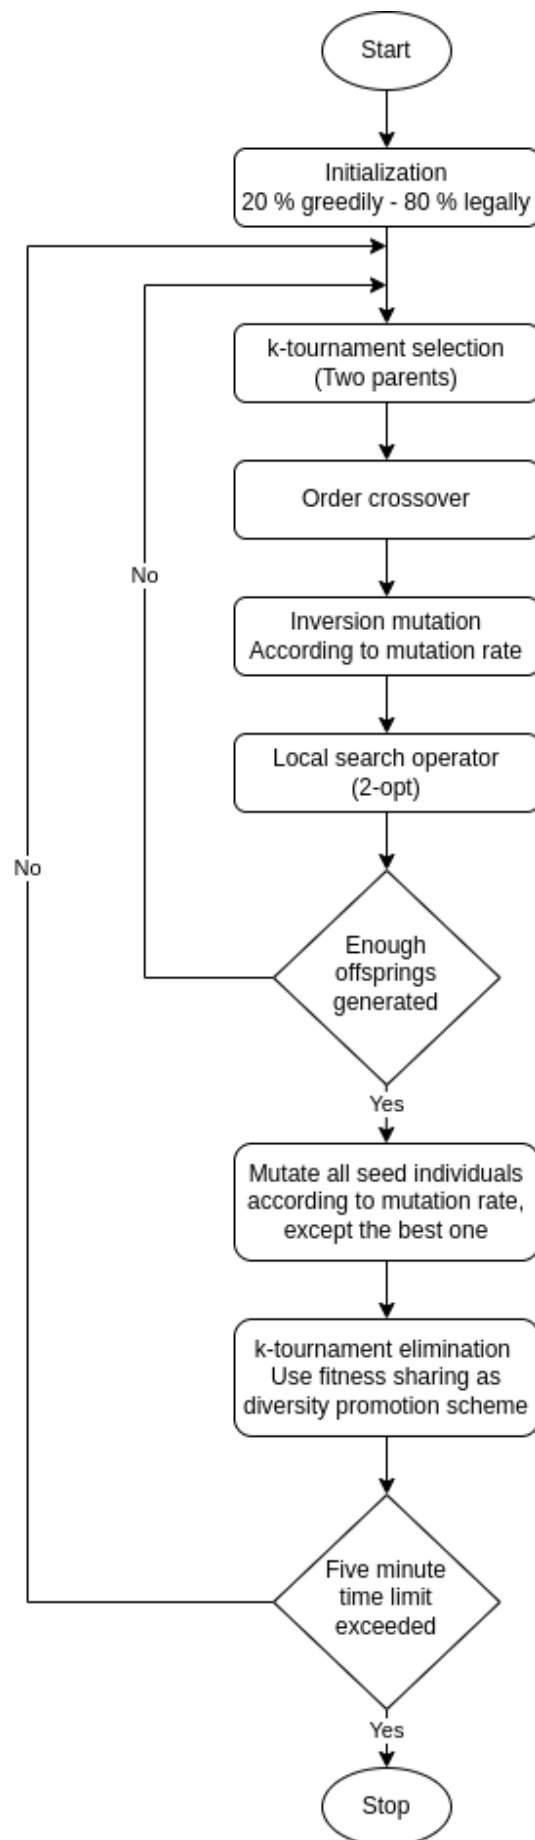 Start
Initialization
20 % greedily - 80 % legally
k-tournament selection
(Two parents)
Order crossover
No
Inversion mutation
According to mutation rate
Local search operator
(2-opt)
No
Enough
offsprings
generated
Yes
Mutate all seed individuals
according to mutation rate,
except the best one
k-tournament elimination
Use fitness sharing as
diversity promotion scheme
Five minute
time limit
exceeded
Yes
Stop